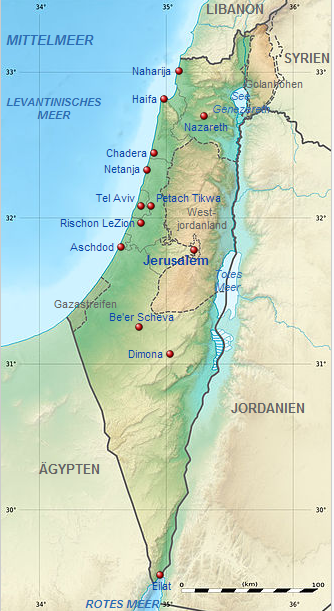 LIBANON
34°
35°
36°
MITTELMEER
SYRIEN
33°
Naharija
33°
Golanhöhen
LEVANTINISCHES
MEER
Haifa
See
Genezareth
Nazareth
Chadera
Netanja
Tel Aviv
Petach Tikwa
32°
West-
jordanland
32°
Rischon LeZion
Aschdod
Jerusalem
Totes
Meer
Gazastreifen
Be'er Scheva
Dimona
31°
31°
JORDANIEN
ÄGYPTEN
30°
30°
Eilat
0
(km)
100
34°
ROTES MEER
35°
36°